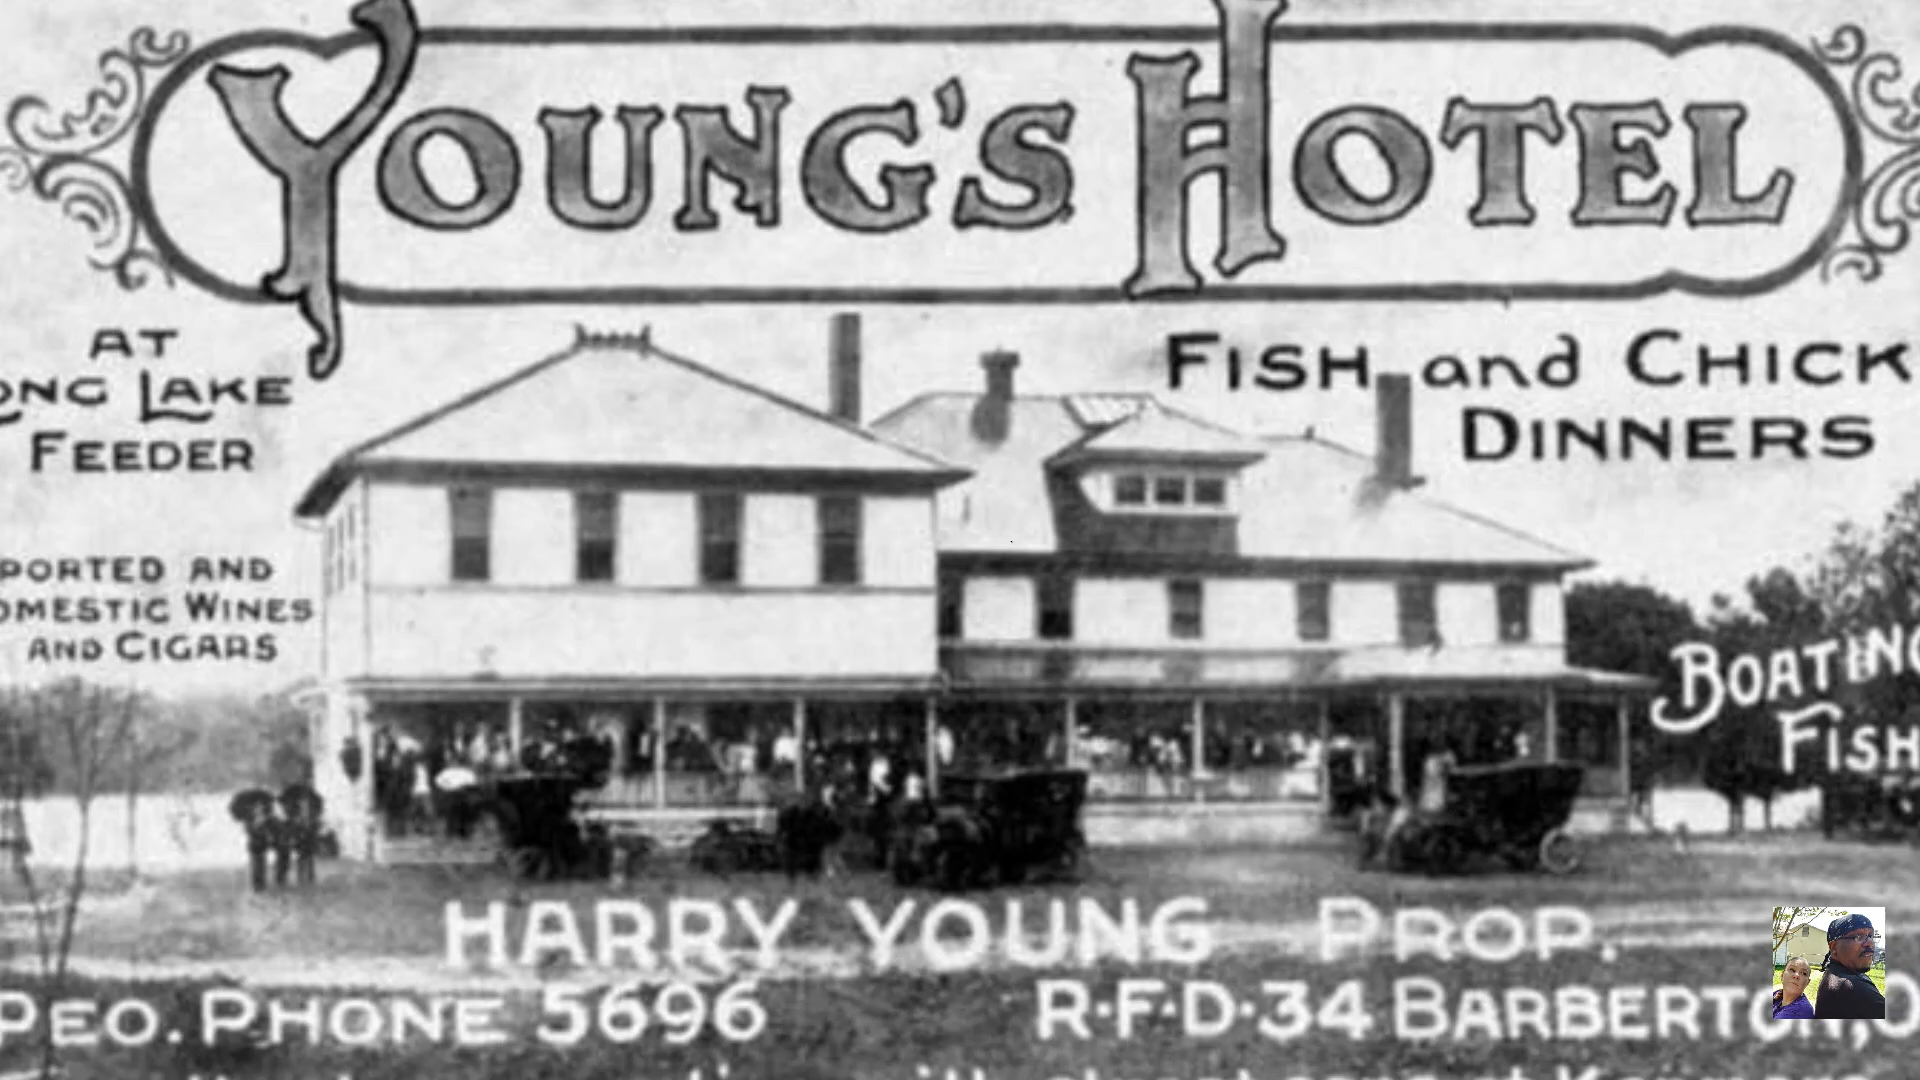 YOUNG'S HOTEL
AT
ONG LAKE
FEEDER
FISH and CHICK
DINNERS
PORTED AND
OMESTIC WINES
AND CIGARS
BOATING
FISH
HARRY YOUNG PROP.
PEO. PHONE 5696
R.F.D. 34 BARBERTON, O